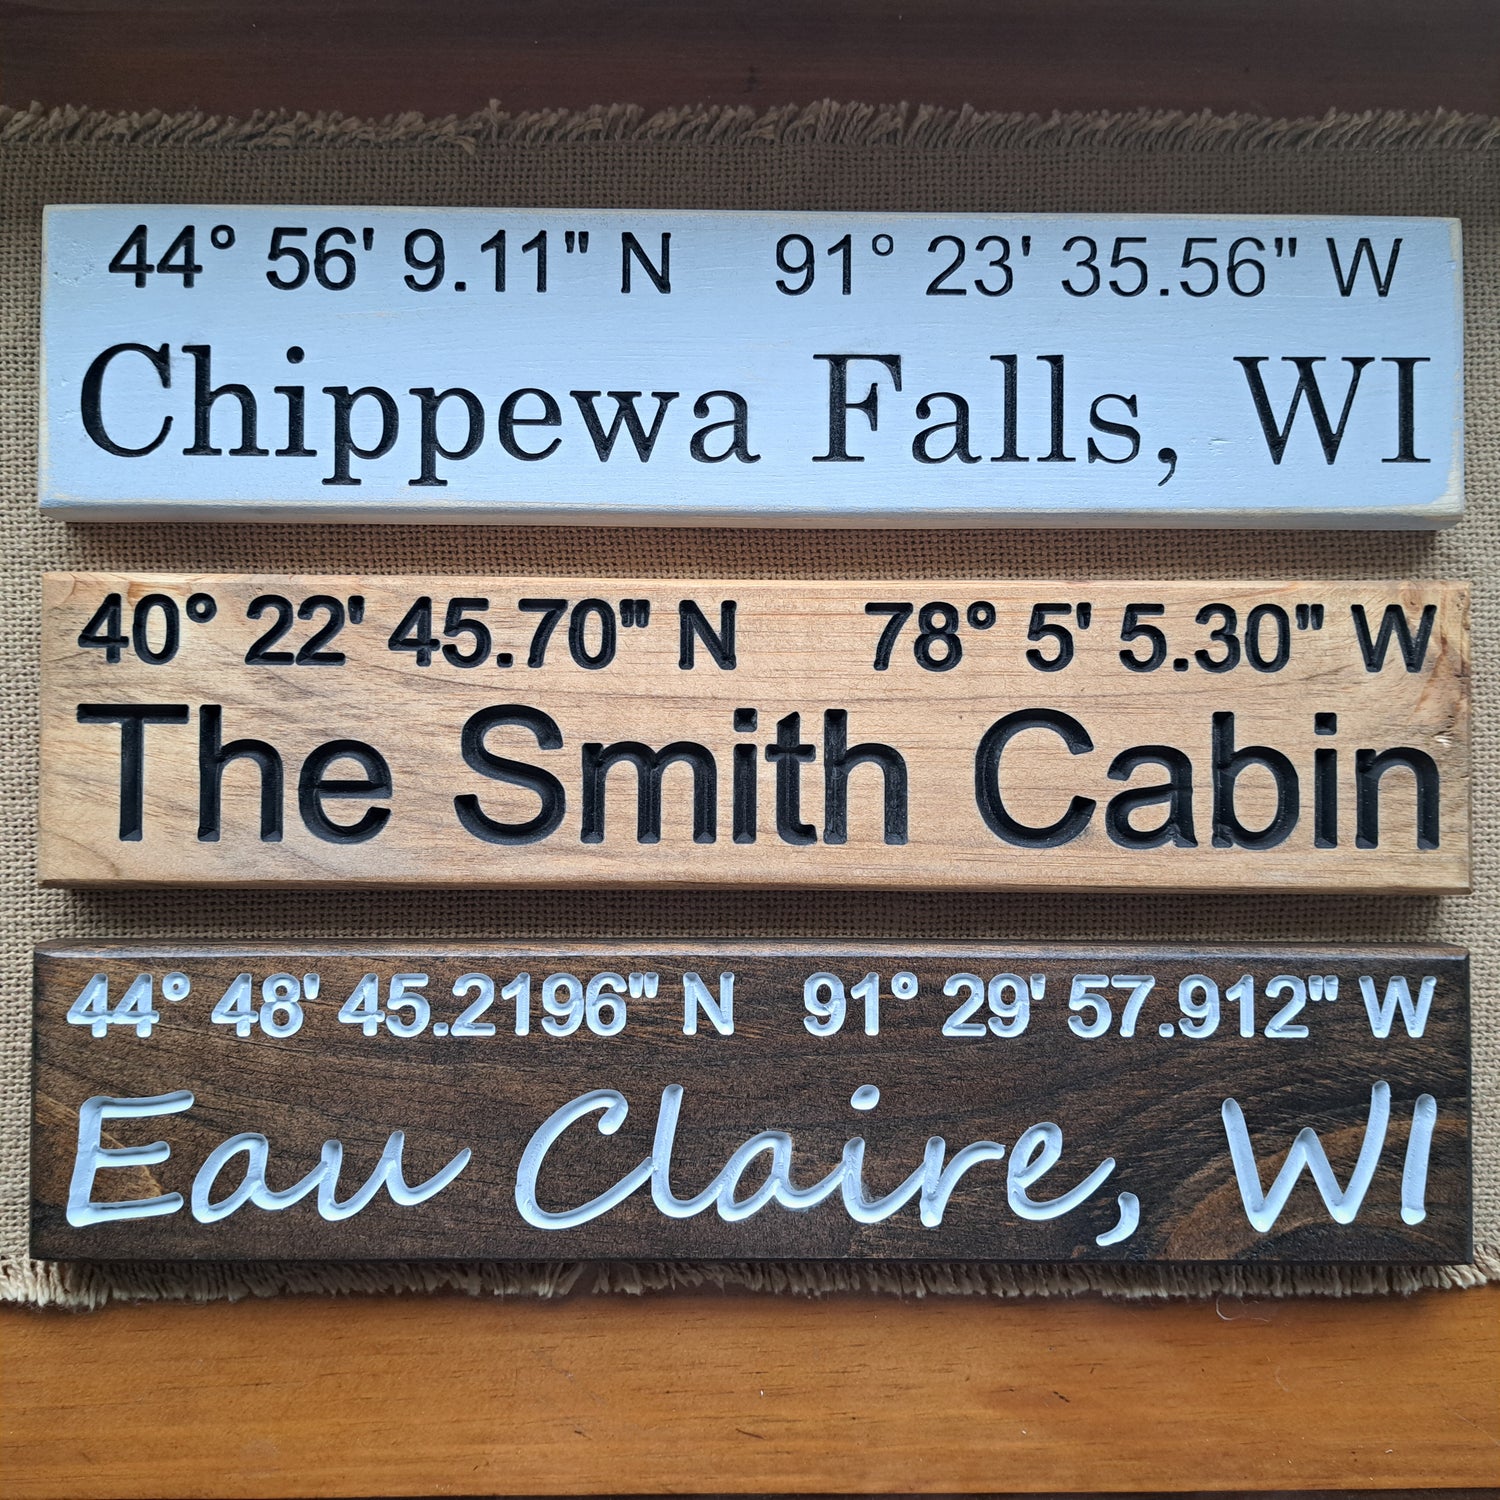 44° 56' 9.11" N 91° 23' 35.56" W
Chippewa Falls, WI
40° 22' 45.70" N 78° 5' 5.30" W
The Smith Cabin
44° 48' 45.2196" N 91° 29' 57.912" W
Eau Claire, WI